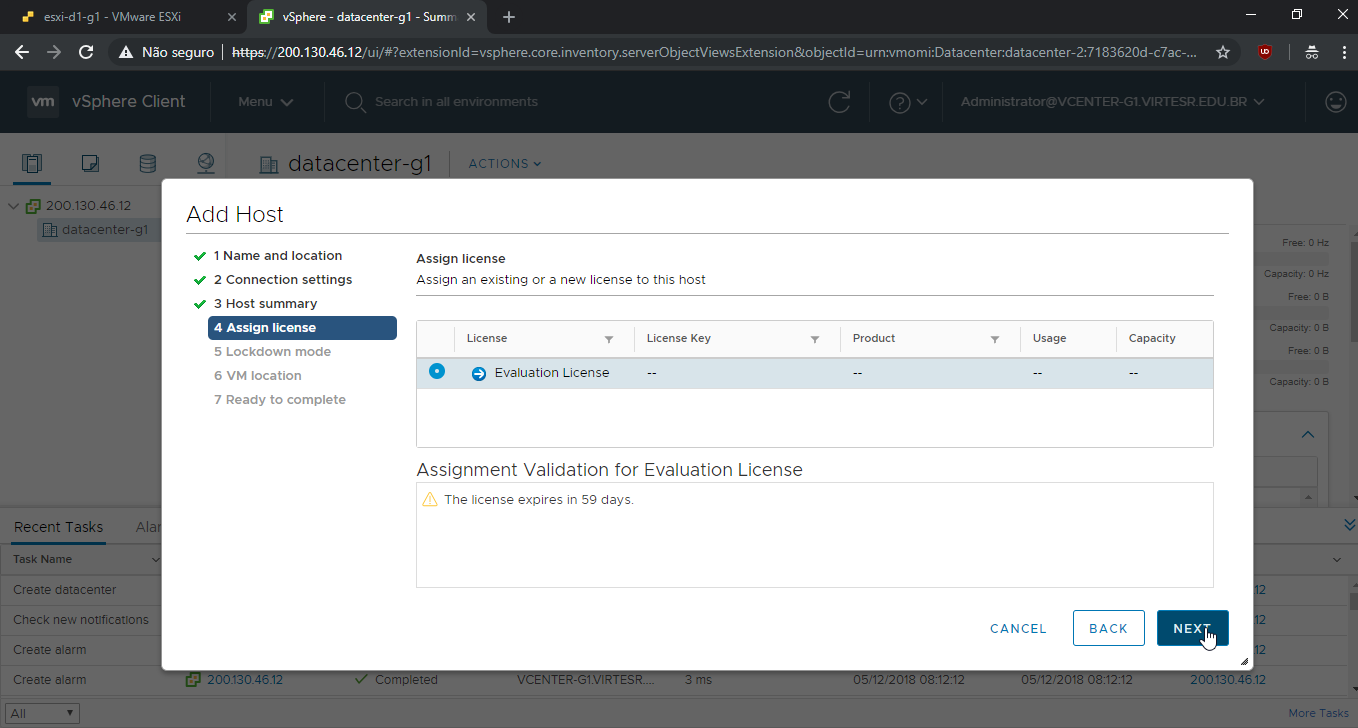 esxi-d1-g1 - VMware ESXi
vSphere - datacenter-g1 - Summ
Não seguro
https://200.130.46.12/ui/#?extensionId=vsphere.core.inventory.serverObjectViewsExtension&objectId=urn:vmomi:Datacenter:datacenter-2:7183620d-c7ac-...
vm vSphere Client
Menu
Search in all environments
Administrator@VCENTER-G1.VIRTESR.EDU.BR
datacenter-g1
ACTIONS
200.130.46.12
datacenter-g1
Free: 0 Hz
Capacity: 0 Hz
Free: 0 B
Capacity: 0 B
Free: 0 B
Capacity: 0 B
Add Host
1 Name and location
2 Connection settings
3 Host summary
4 Assign license
5 Lockdown mode
6 VM location
7 Ready to complete
Assign license
Assign an existing or a new license to this host
License License Key Product Usage Capacity
Evaluation License -- -- -- --
Assignment Validation for Evaluation License
The license expires in 59 days.
CANCEL BACK NEXT
Recent Tasks Alar
Task Name
Create datacenter 12
Check new notifications 12
Create alarm 12
Create alarm 200.130.46.12 Completed VCENTER-G1.VIRTESR.... 3 ms 05/12/2018 08:12:12 05/12/2018 08:12:12 200.130.46.12
All
More Tasks